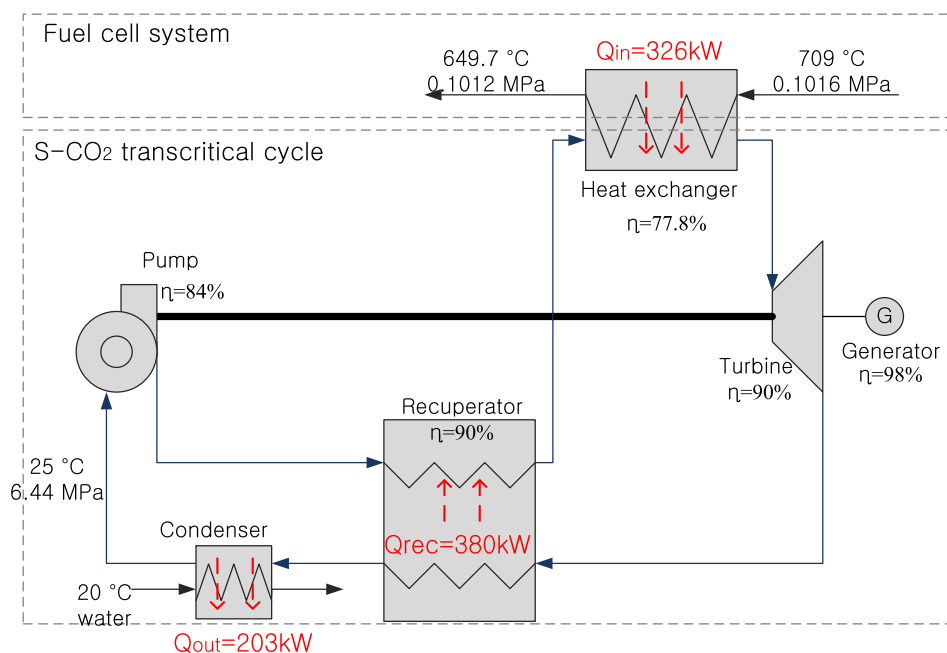 Fuel cell system
Qin=326kW
649.7 °C
0.1012 MPa
709 °C
0.1016 MPa
S-CO2 transcritical cycle
Heat exchanger
η=77.8%
Pump
η=84%
G
Generator
η=98%
Turbine
η=90%
Recuperator
η=90%
25 °C
6.44 MPa
Condenser
Qrec=380kW
20 °C
water
Qout=203kW